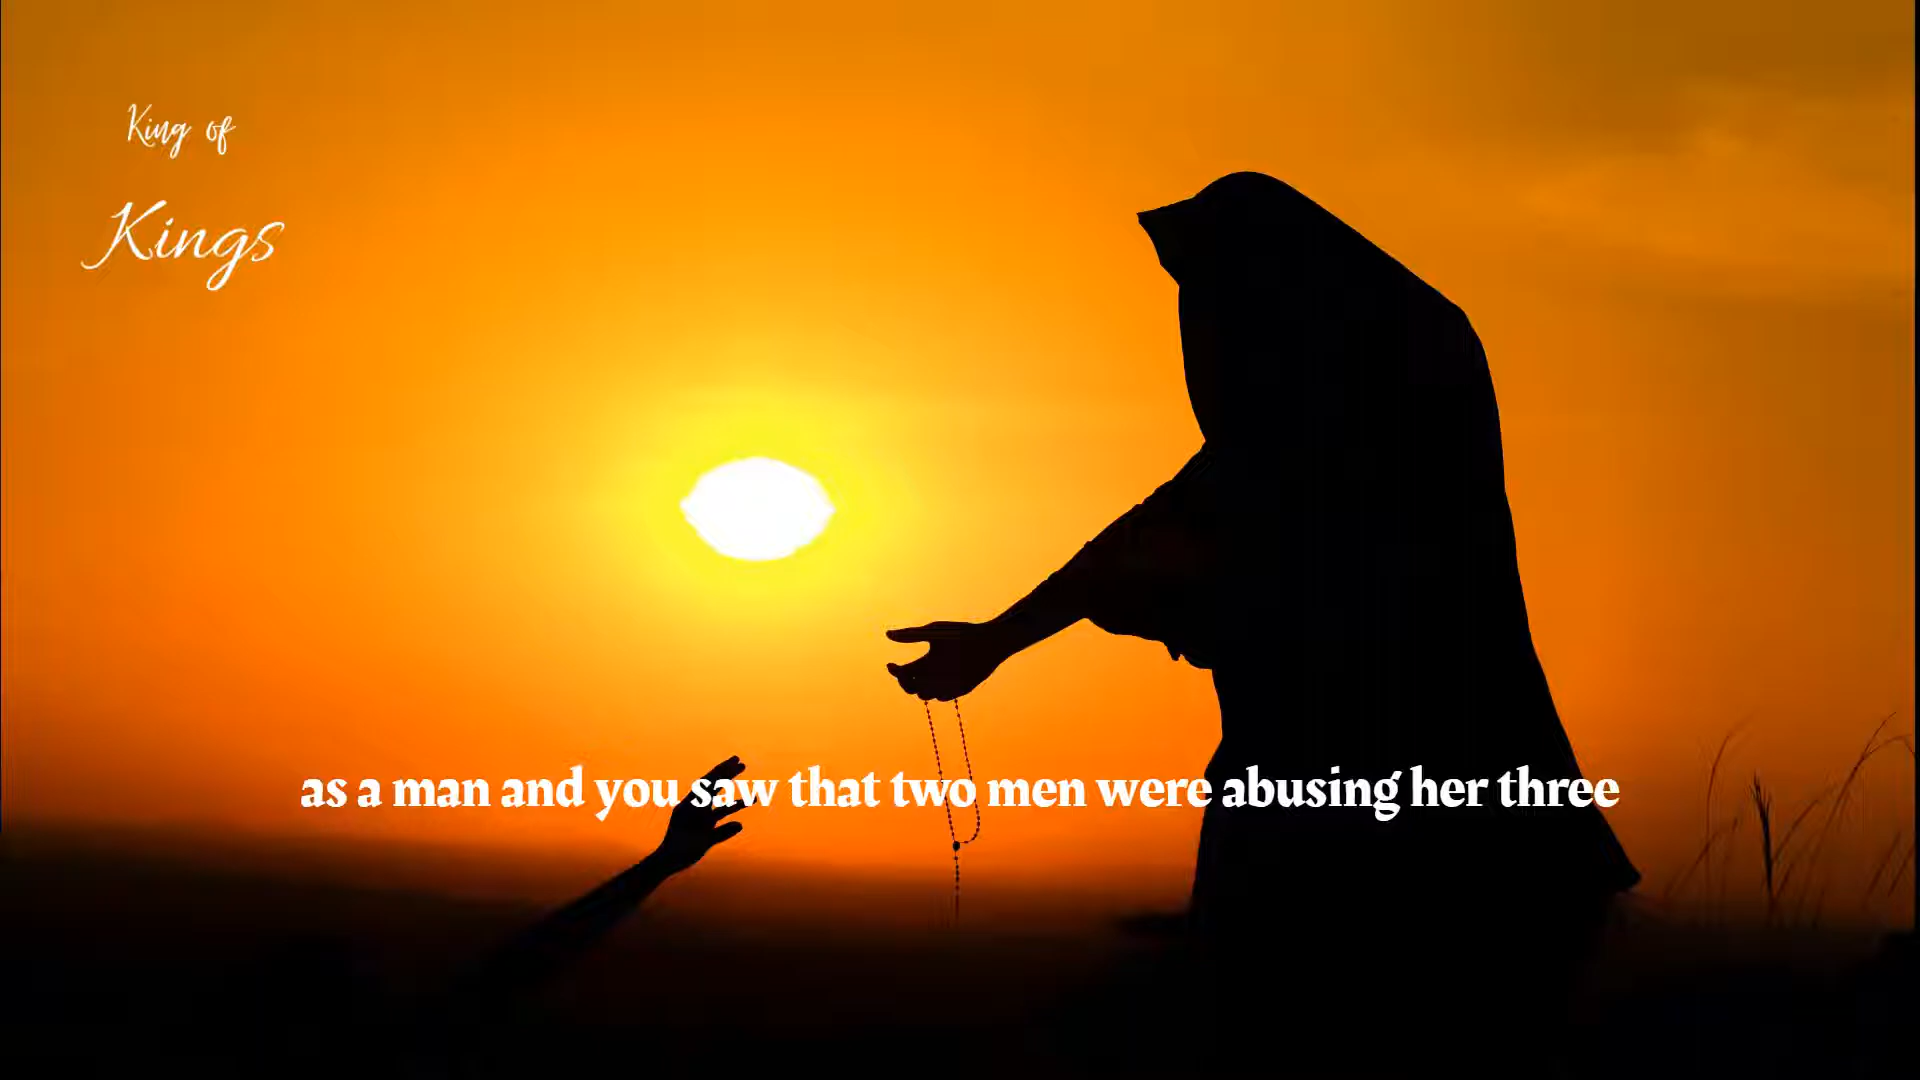 King of
Kings
as a man and you saw that two men were abusing her three